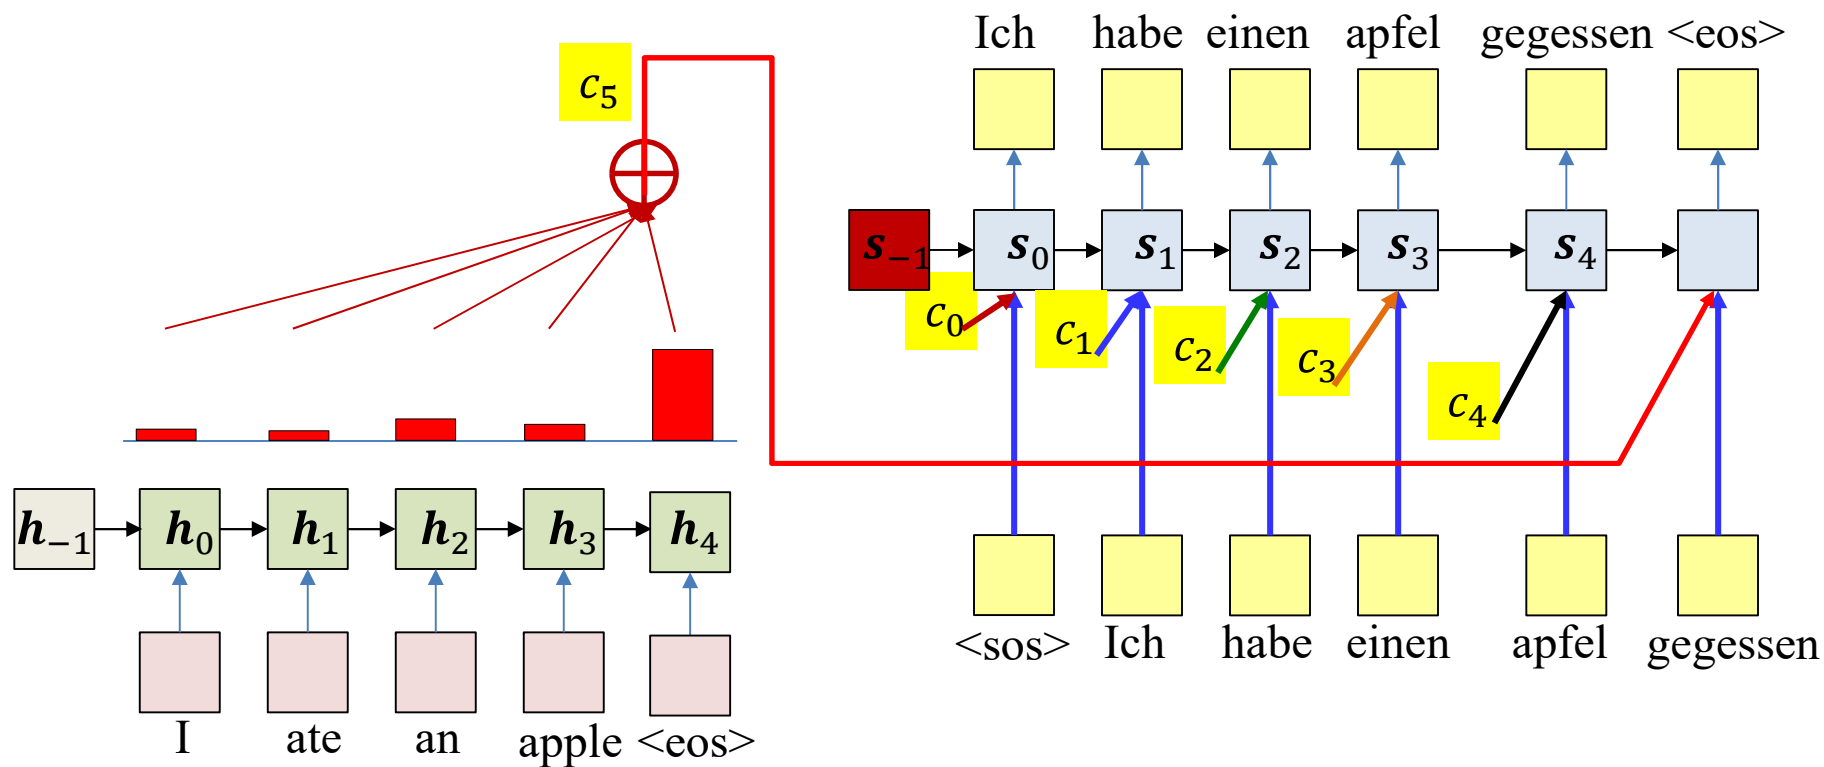 Ich habe einen apfel gegessen <eos>
c₅
s₋₁ s₀ s₁ s₂ s₃ s₄
c₀ c₁ c₂ c₃ c₄
h₋₁ h₀ h₁ h₂ h₃ h₄
<sos> Ich habe einen apfel gegessen
I ate an apple <eos>